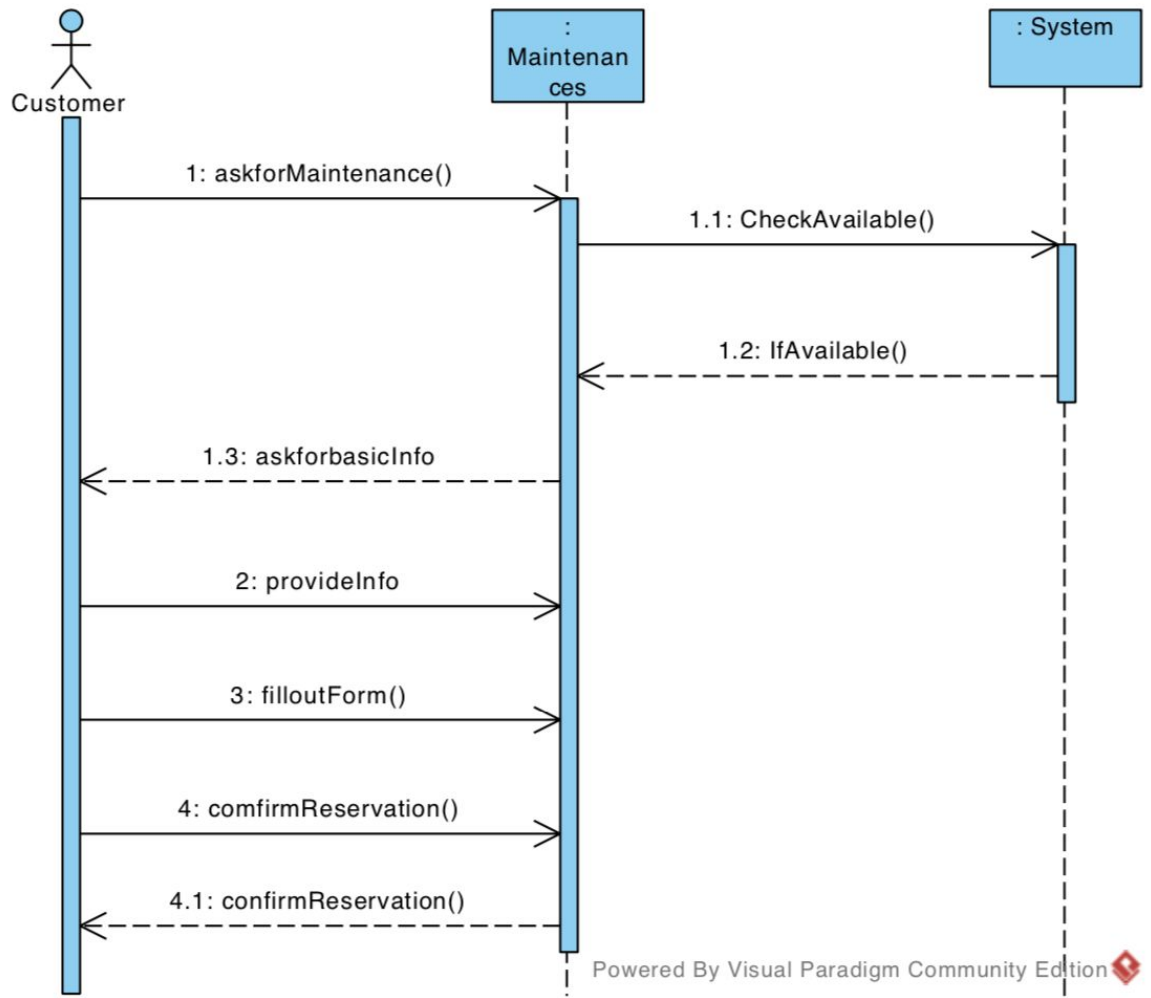 :
Maintenan
ces
: System
Customer
1: askforMaintenance()
1.1: CheckAvailable()
1.2: IfAvailable()
1.3: askforbasicInfo
2: provideInfo
3: filloutForm()
4: comfirmReservation()
4.1: confirmReservation()
Powered By Visual Paradigm Community Edition